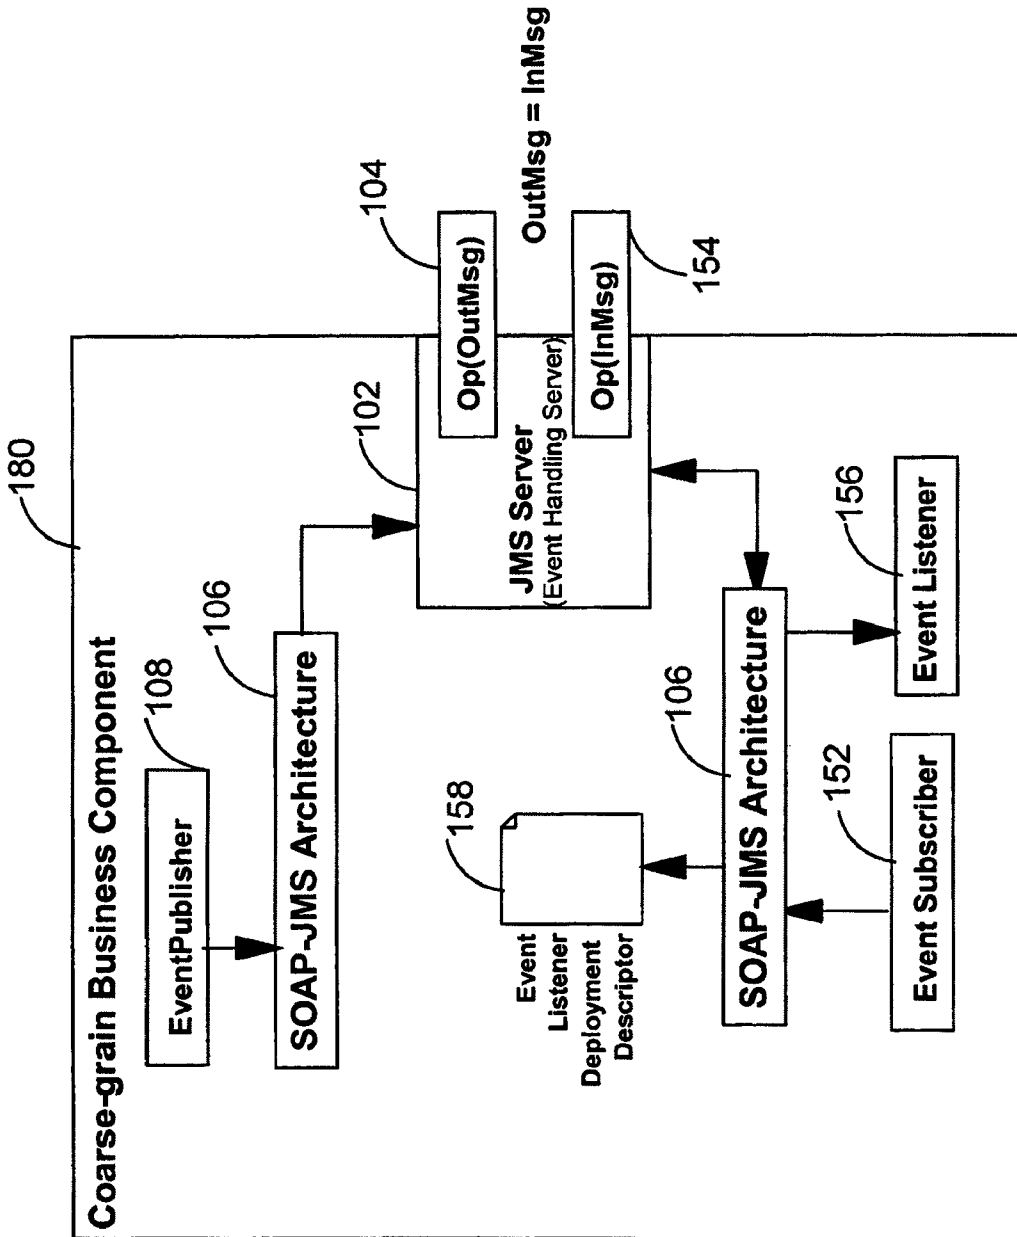 180
Coarse-grain Business Component
108
EventPublisher
106
SOAP-JMS Architecture
102
104
JMS Server
(Event Handling Server)
Op(OutMsg)
OutMsg = InMsg
Op(InMsg)
154
158
Event
Listener
Deployment
Descriptor
106
SOAP-JMS Architecture
152
Event Subscriber
156
Event Listener